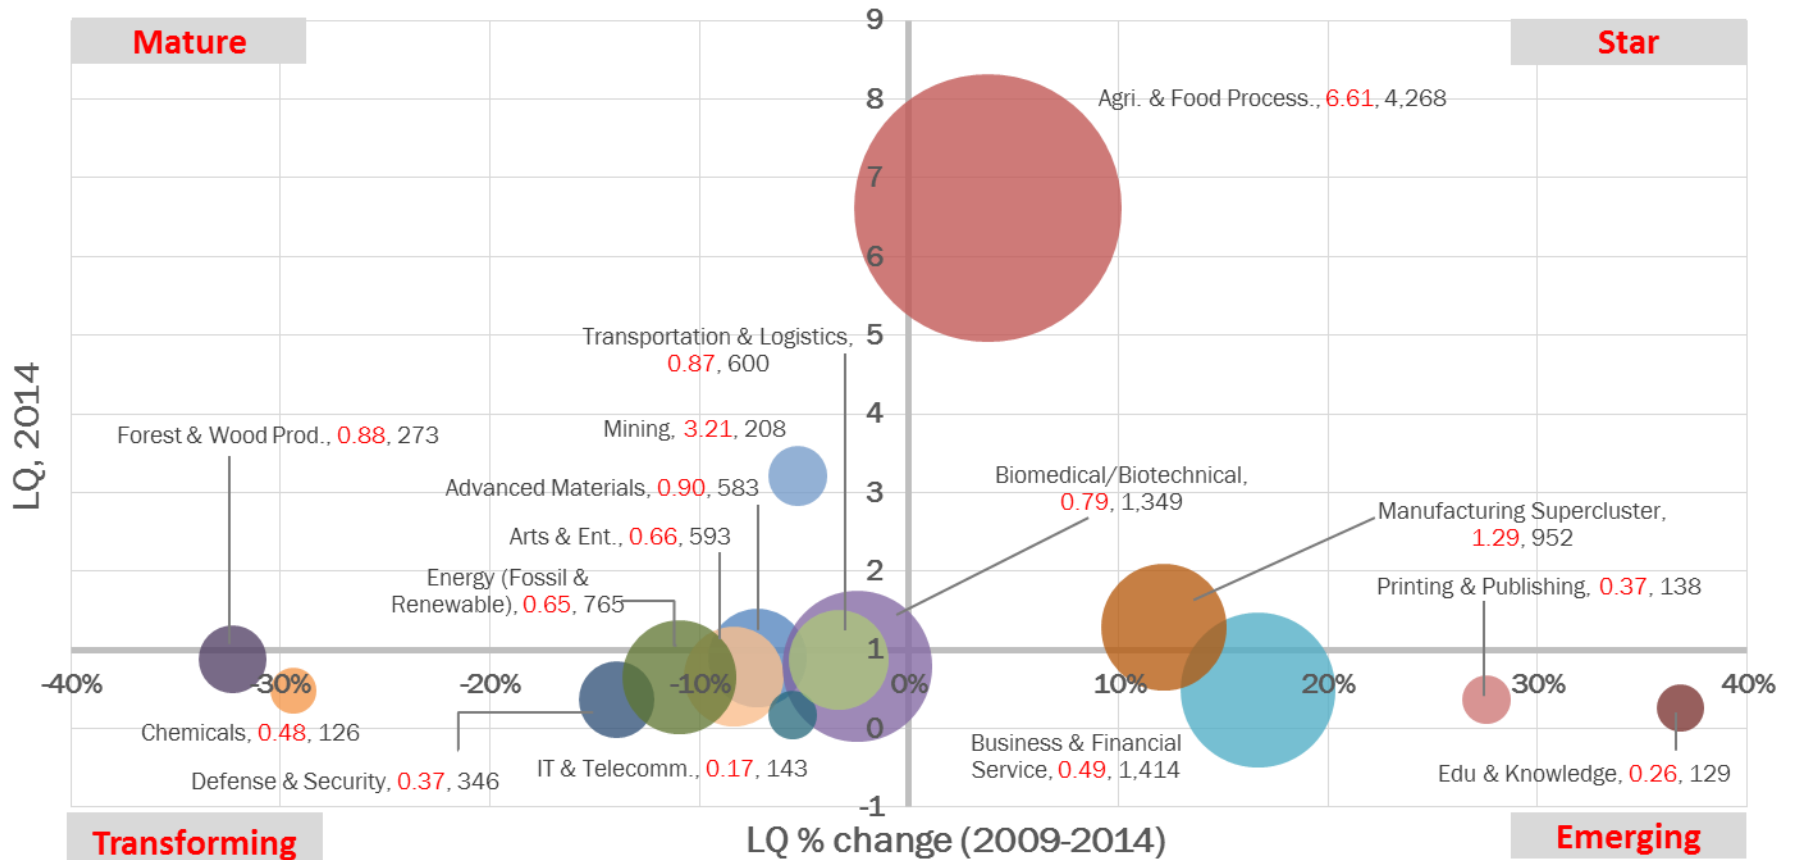 Mature
Star
9
8
7
6
5
4
3
2
1
0
-1
Agri. & Food Process., 6.61, 4,268
Transportation & Logistics,
0.87, 600
Mining, 3.21, 208
Forest & Wood Prod., 0.88, 273
Advanced Materials, 0.90, 583
Biomedical/Biotechnical,
0.79, 1,349
Manufacturing Supercluster,
1.29, 952
Arts & Ent., 0.66, 593
Energy (Fossil &
Renewable), 0.65, 765
Printing & Publishing, 0.37, 138
-40%
-30%
-20%
-10%
0%
10%
20%
30%
40%
Chemicals, 0.48, 126
Defense & Security, 0.37, 346
IT & Telecomm., 0.17, 143
Business & Financial
Service, 0.49, 1,414
Edu & Knowledge, 0.26, 129
LQ, 2014
LQ % change (2009-2014)
Transforming
Emerging